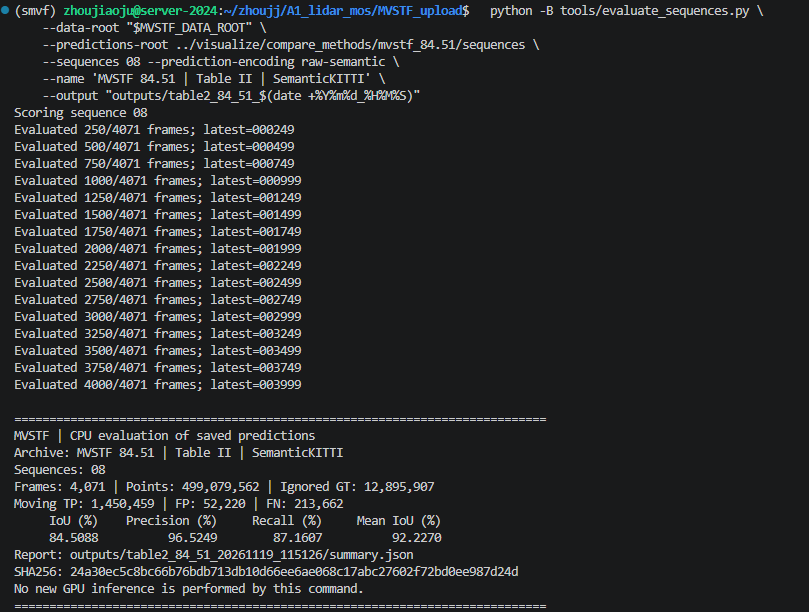 (smvf) zhoujiaoju@server-2024:~/zhoujj/A1_lidar_mos/MVSTF_upload$ python -B tools/evaluate_sequences.py \
--data-root "$MVSTF_DATA_ROOT" \
--predictions-root ../visualize/compare_methods/mvstf_84.51/sequences \
--sequences 08 --prediction-encoding raw-semantic \
--name 'MVSTF 84.51 | Table II | SemanticKITTI' \
--output "outputs/table2_84_51_$(date +%Y%m%d_%H%M%S)"
Scoring sequence 08
Evaluated 250/4071 frames; latest=000249
Evaluated 500/4071 frames; latest=000499
Evaluated 750/4071 frames; latest=000749
Evaluated 1000/4071 frames; latest=000999
Evaluated 1250/4071 frames; latest=001249
Evaluated 1500/4071 frames; latest=001499
Evaluated 1750/4071 frames; latest=001749
Evaluated 2000/4071 frames; latest=001999
Evaluated 2250/4071 frames; latest=002249
Evaluated 2500/4071 frames; latest=002499
Evaluated 2750/4071 frames; latest=002749
Evaluated 3000/4071 frames; latest=002999
Evaluated 3250/4071 frames; latest=003249
Evaluated 3500/4071 frames; latest=003499
Evaluated 3750/4071 frames; latest=003749
Evaluated 4000/4071 frames; latest=003999
============================================================================
MVSTF | CPU evaluation of saved predictions
Archive: MVSTF 84.51 | Table II | SemanticKITTI
Sequences: 08
Frames: 4,071 | Points: 499,079,562 | Ignored GT: 12,895,907
Moving TP: 1,450,459 | FP: 52,220 | FN: 213,662
IoU (%) Precision (%) Recall (%) Mean IoU (%)
84.5088 96.5249 87.1607 92.2270
Report: outputs/table2_84_51_20261119_115126/summary.json
SHA256: 24a30ec5c8bc66b76bdb713db10d66ee6ae068c17abc27602f72bd0ee987d24d
No new GPU inference is performed by this command.
============================================================================